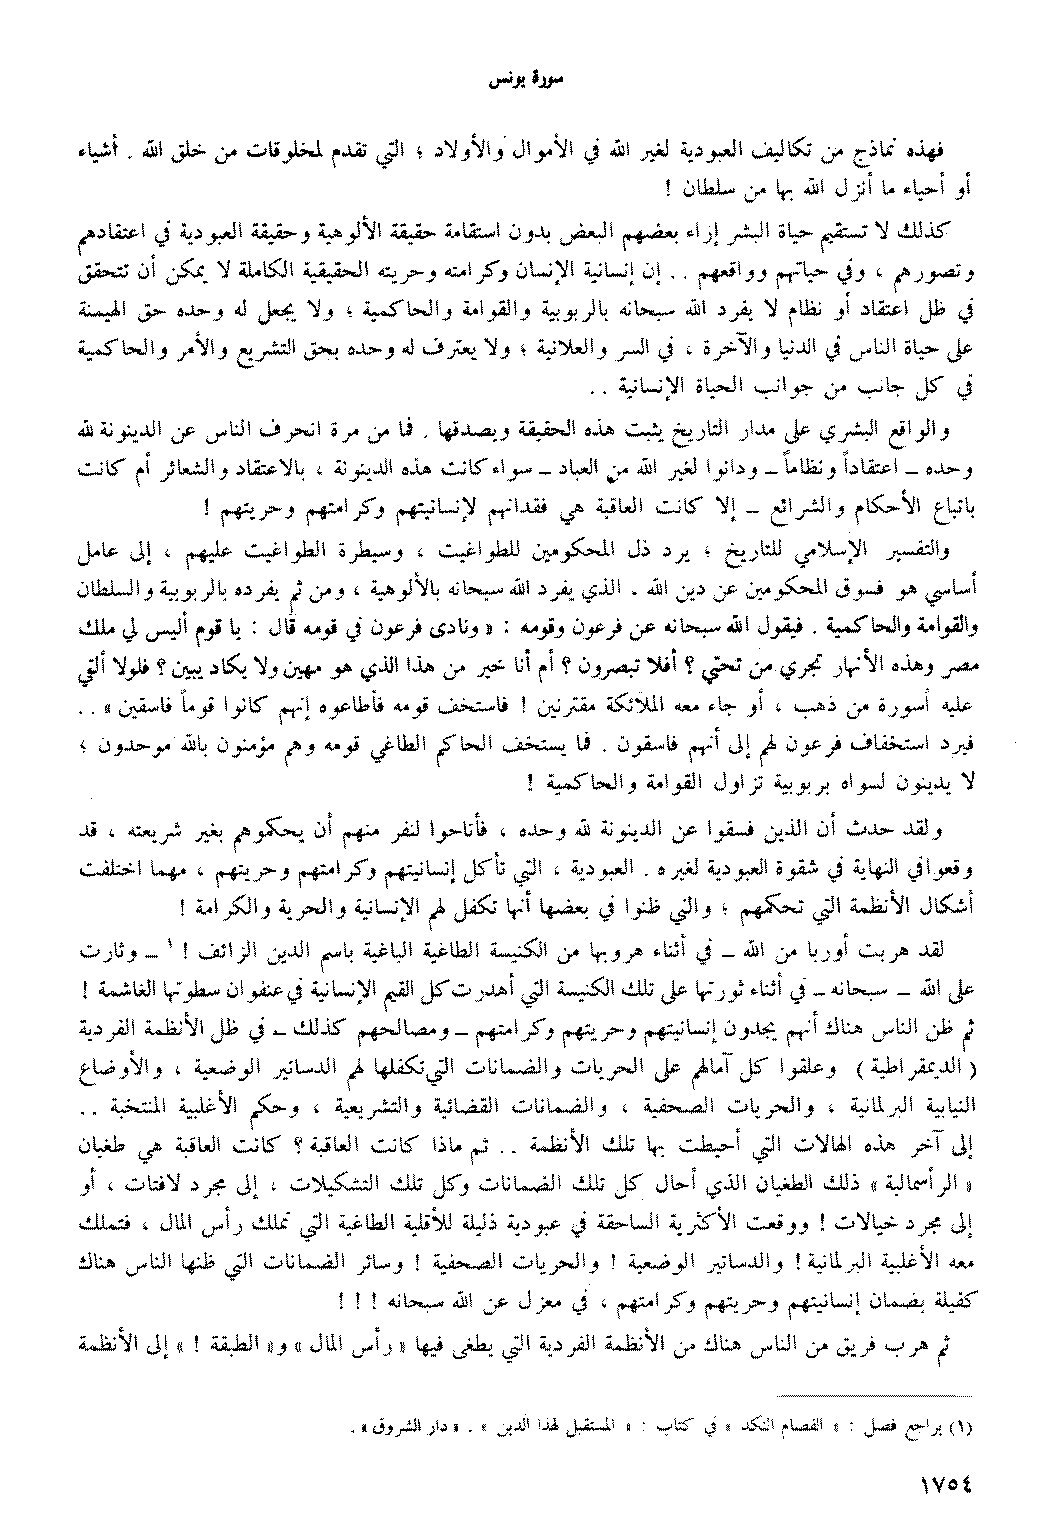 سورة يونس
فهذه نماذج من تكاليف العبودية لغير الله في الأموال والأولاد ؛ التي تقدم لمخلوقات من خلق الله . أشياء
أو أحياء ما أنزل الله بها من سلطان !
كذلك لا تستقيم حياة البشر إزاء بعضهم البعض بدون استقامة حقيقة الألوهية وحقيقة العبودية في اعتقادهم
وتصورهم ، وفي حياتهم وواقعهم .. إن إنسانية الإنسان وكرامته وحريته الحقيقية الكاملة لا يمكن أن تتحقق
في ظل اعتقاد أو نظام لا يفرد الله سبحانه بالربوبية والقوامة والحاكمية ؛ ولا يجعل له وحده حق الهيمنة
على حياة الناس في الدنيا والآخرة ، في السر والعلانية ؛ ولا يعترف له وحده بحق التشريع والأمر والحاكمية
في كل جانب من جوانب الحياة الإنسانية ..
والواقع البشري على مدار التاريخ يثبت هذه الحقيقة ويصدقها . فما من مرة انحرف الناس عن الدينونة لله
وحده – اعتقاداً ونظاماً – ودانوا لغير الله من العباد – سواء كانت هذه الدينونة ، بالاعتقاد والشعائر أم كانت
باتباع الأحكام والشرائع – إلا كانت العاقبة هي فقدانهم لإنسانيتهم وكرامتهم وحريتهم !
والتفسير الإسلامي للتاريخ ؛ يرد ذل المحكومين للطواغيت ، وسيطرة الطواغيت عليهم ، إلى عامل
أساسي هو فسوق المحكومين عن دين الله . الذي يفرد الله سبحانه بالألوهية ، ومن ثم يفرده بالربوبية والسلطان
والقوامة والحاكمية . فيقول الله سبحانه عن فرعون وقومه : « ونادى فرعون في قومه قال : يا قوم أليس لي ملك
مصر وهذه الأنهار تجري من تحتي ؟ أفلا تبصرون ؟ أم أنا خير من هذا الذي هو مهين ولا يكاد يبين ؟ فلولا ألقي
عليه أسورة من ذهب ، أو جاء معه الملائكة مقترنين ! فاستخف قومه فأطاعوه إنهم كانوا قوماً فاسقين » ..
فيرد استخفاف فرعون لهم إلى أنهم فاسقون . فما يستخف الحاكم الطاغي قومه وهم مؤمنون بالله موحدون ؛
لا يدينون لسواه بربوبية تزاول القوامة والحاكمية !
ولقد حدث أن الذين فسقوا عن الدينونة لله وحده ، فأتاحوا لنفر منهم أن يحكموهم بغير شريعته ، قد
وقعوا في النهاية في شقوة العبودية لغيره . العبودية ، التي تأكل إنسانيتهم وكرامتهم وحريتهم ، مهما اختلفت
أشكال الأنظمة التي تحكمهم ؛ والتي ظنوا في بعضها أنها تكفل لهم الإنسانية والحرية والكرامة !
لقد هربت أوربا من الله – في أثناء هروبها من الكنيسة الطاغية الباغية باسم الدين الزائف ! ١ – وثارت
على الله – سبحانه – في أثناء ثورتها على تلك الكنيسة التي أهدرت كل القيم الإنسانية في عنفوان سطوتها الغاشمة !
ثم ظن الناس هناك أنهم يجدون إنسانيتهم وحريتهم وكرامتهم – ومصالحهم كذلك – في ظل الأنظمة الفردية
( الديمقراطية ) وعلقوا كل آمالهم على الحريات والضمانات التي تكفلها لهم الدساتير الوضعية ، والأوضاع
النيابية البرلمانية ، والحريات الصحفية ، والضمانات القضائية والتشريعية ، وحكم الأغلبية المنتخبة ..
إلى آخر هذه الهالات التي أحيطت بها تلك الأنظمة .. ثم ماذا كانت العاقبة ؟ كانت العاقبة هي طغيان
« الرأسمالية » ذلك الطغيان الذي أحال كل تلك الضمانات وكل تلك التشكيلات ، إلى مجرد لافتات ، أو
إلى مجرد خيالات ! ووقعت الأكثرية الساحقة في عبودية ذليلة للأقلية الطاغية التي تملك رأس المال ، فتملك
معه الأغلبية البرلمانية ! والدساتير الوضعية ! والحريات الصحفية ! وسائر الضمانات التي ظنها الناس هناك
كفيلة بضمان إنسانيتهم وحريتهم وكرامتهم ، في معزل عن الله سبحانه ! ! !
ثم هرب فريق من الناس هناك من الأنظمة الفردية التي يطغى فيها « رأس المال » و« الطبقة ! » إلى الأنظمة
(١) يراجع فصل : « الفصام النكد » في كتاب : « المستقبل لهذا الدين » . « دار الشروق » .
١٧٥٤